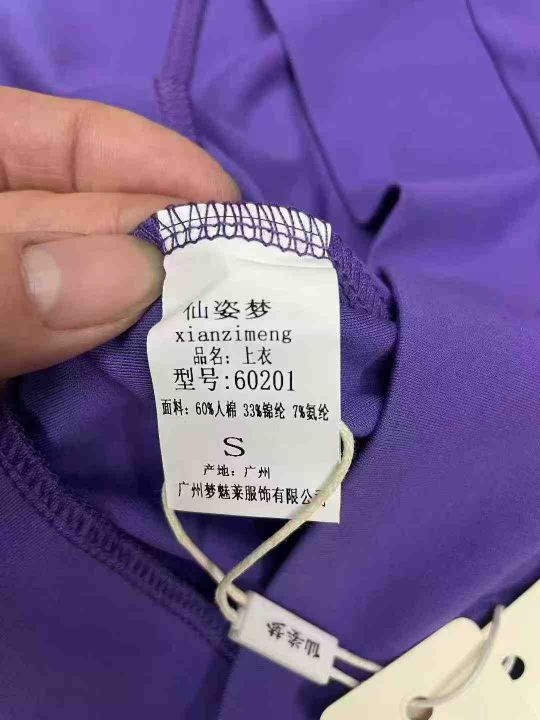 仙姿梦
xianzimeng
品名: 上衣
型号:60201
面料: 60%人棉 33%锦纶 7%氨纶
S
产地: 广州
广州梦魅莱服饰有限公司
仙姿梦